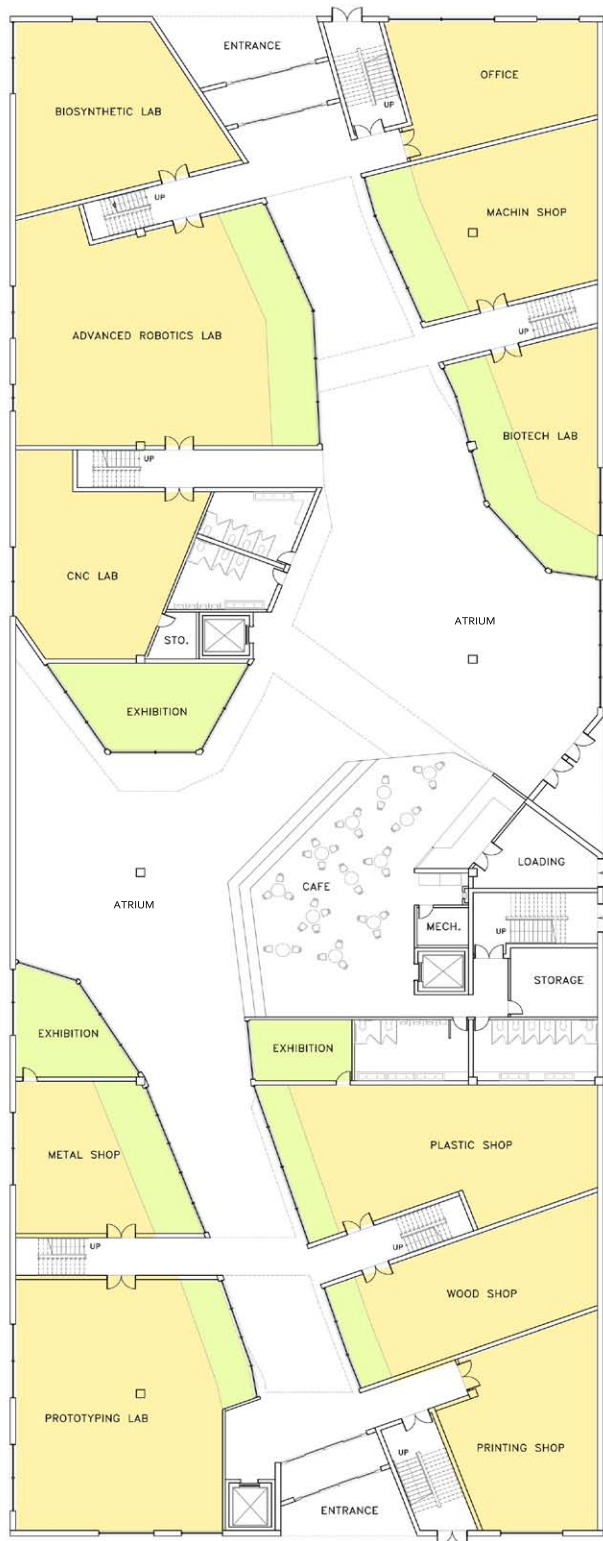 ENTRANCE
OFFICE
BIOSYNTHETIC LAB
UP
UP
MACHIN SHOP
ADVANCED ROBOTICS LAB
UP
BIOTECH LAB
UP
CNC LAB
ATRIUM
STO.
EXHIBITION
LOADING
CAFE
ATRIUM
MECH.
UP
STORAGE
EXHIBITION
EXHIBITION
PLASTIC SHOP
METAL SHOP
UP
UP
WOOD SHOP
PROTOTYPING LAB
PRINTING SHOP
UP
ENTRANCE